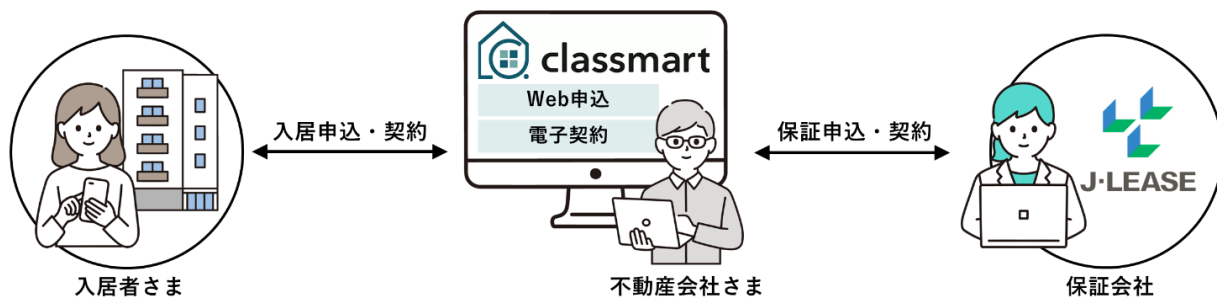 classmart
Web申込
電子契約
入居申込・契約
保証申込・契約
J·LEASE
入居者さま
不動産会社さま
保証会社